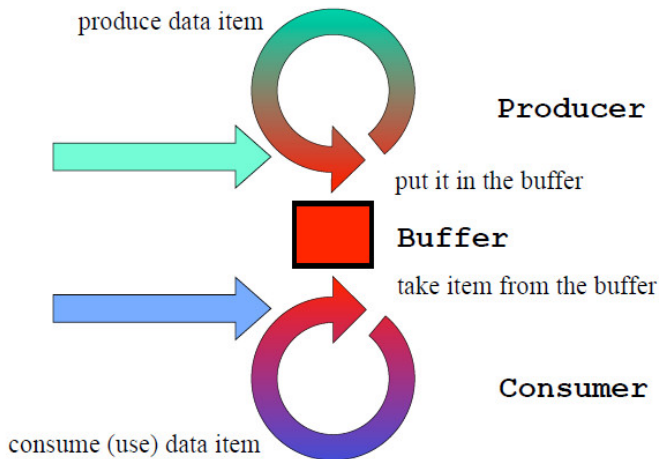 produce data item
Producer
put it in the buffer
Buffer
take item from the buffer
Consumer
consume (use) data item